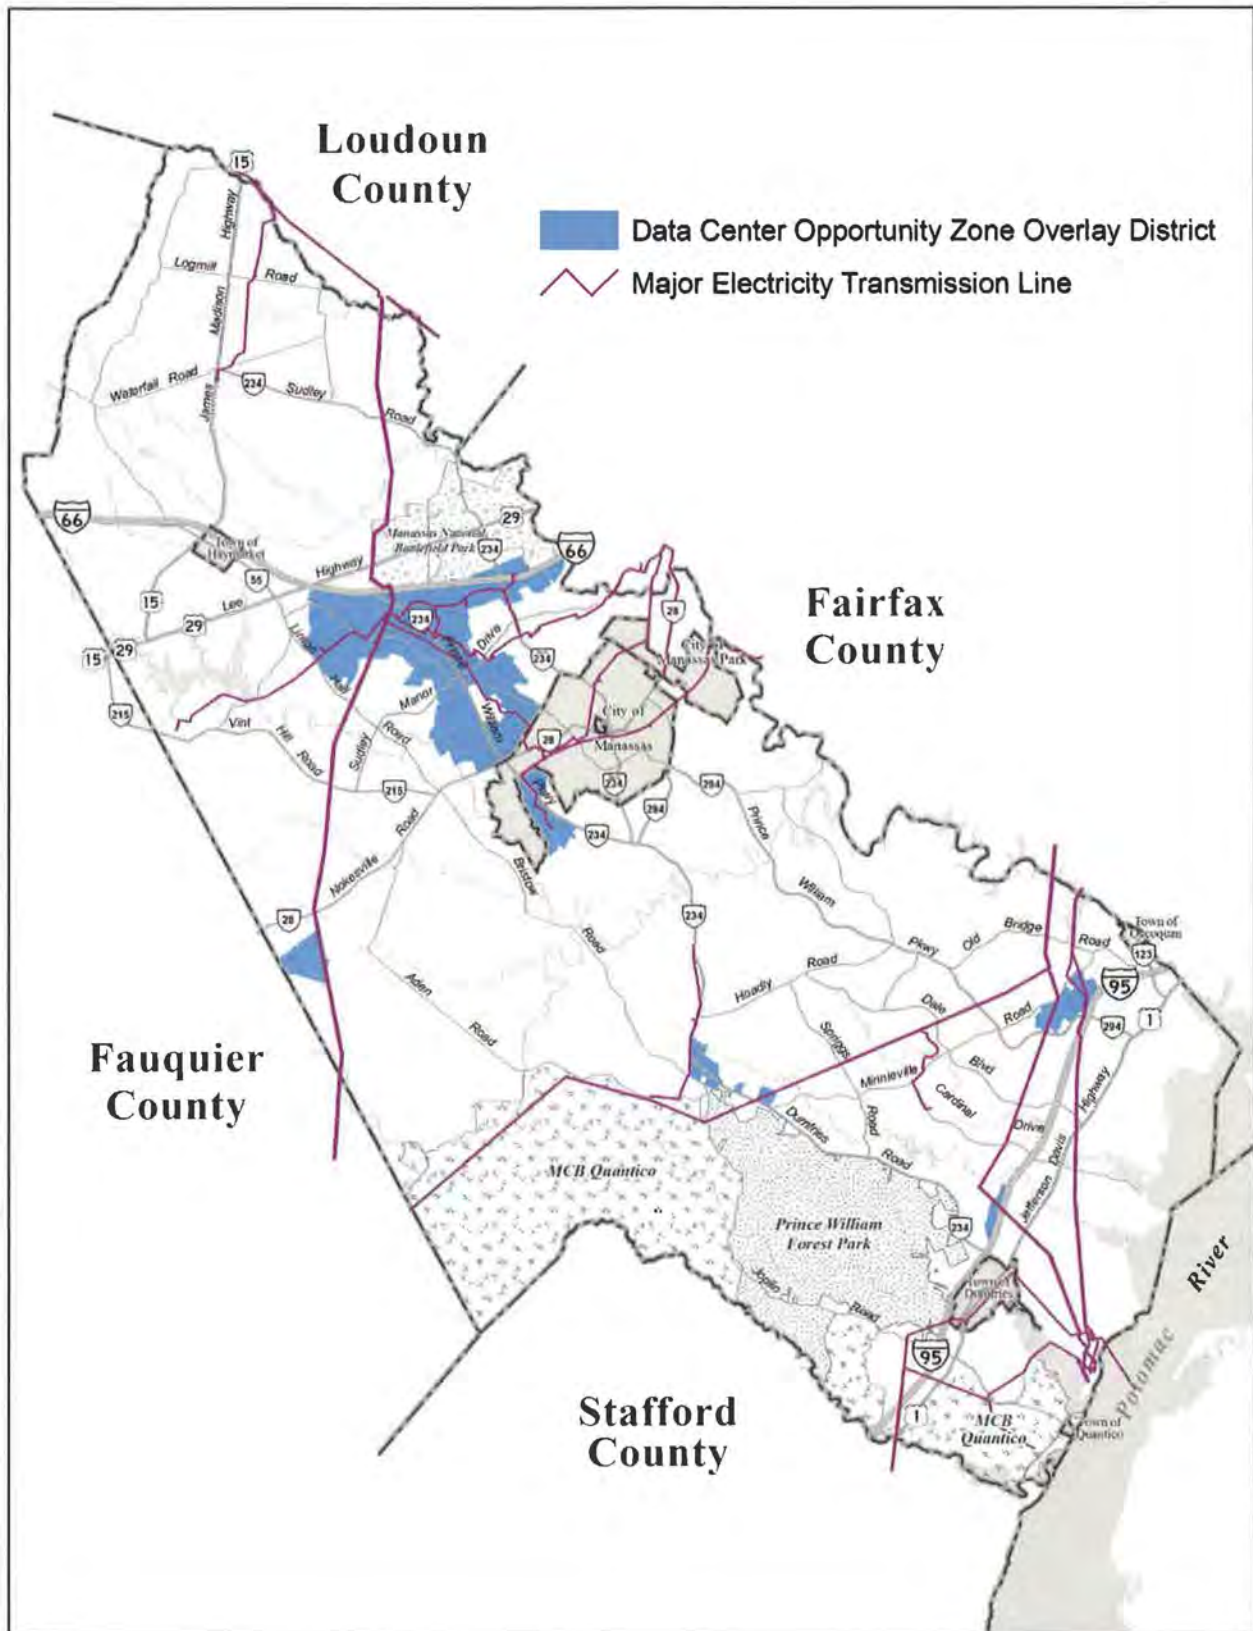 Loudoun
County
Data Center Opportunity Zone Overlay District
Major Electricity Transmission Line
15
Highway
Logmill Road
Madison
Waterfall Road
234
Sudley
Road
James
66
29
Manassas National
Battlefield Park
234
66
Town of
Haymarket
Highway
55
15
Lee
29
234
Drive
28
Fairfax
County
City of
Manassas Park
15
29
Linton
Hall
Prince
234
215
Vint
Manor
Wilson
City of
Manassas
28
Hill
Road
Sudley
Road
215
Pkwy
234
294
294
234
Prince
Nokesville Road
Bristow
William
28
234
Road
Pkwy
Old
Bridge
Road
Town of
Occoquan
123
95
Aden
Road
Hoadly
Road
Dale
Road
294
1
Fauquier
County
Springs
Minnieville
Blvd
Highway
Cardinal
Drive
Dumfries
Road
Road
MCB Quantico
Jefferson
Davis
Prince William
Forest Park
234
River
Joplin
Road
Town of
Dumfries
95
Potomac
Stafford
County
1
MCB
Quantico
Town of
Quantico